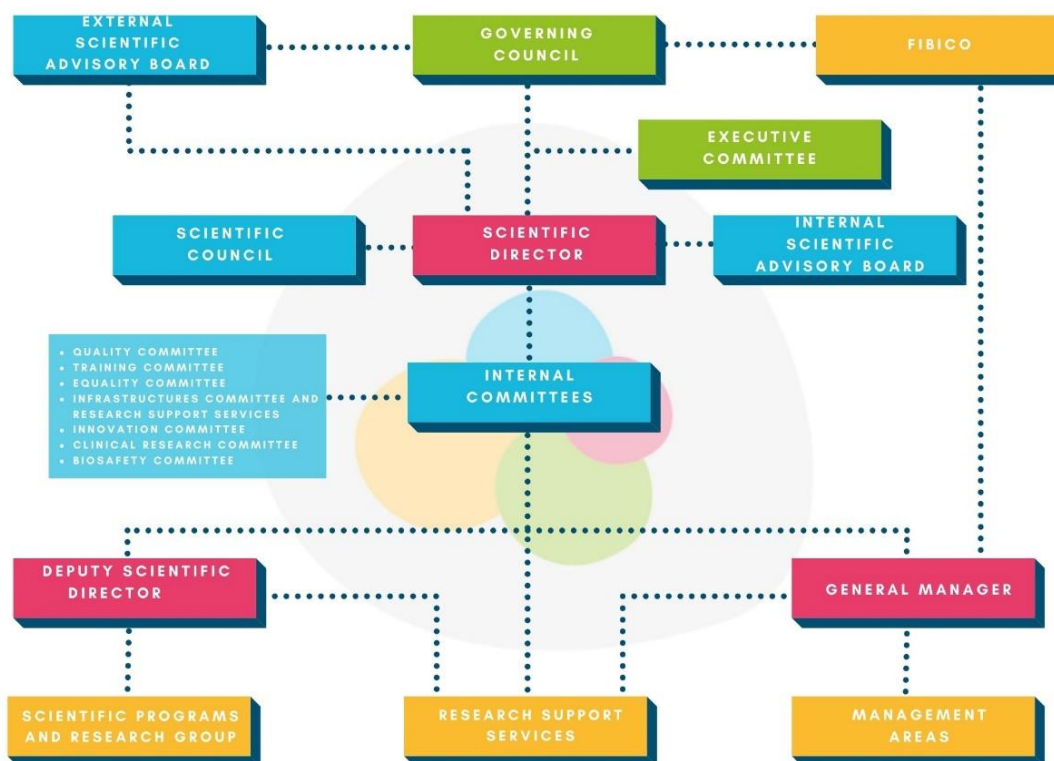 EXTERNAL
SCIENTIFIC
ADVISORY BOARD
GOVERNING
COUNCIL
FIBICO
EXECUTIVE
COMMITTEE
SCIENTIFIC
COUNCIL
SCIENTIFIC
DIRECTOR
INTERNAL
SCIENTIFIC
ADVISORY BOARD
• QUALITY COMMITTEE
• TRAINING COMMITTEE
• EQUALITY COMMITTEE
• INFRASTRUCTURES COMMITTEE AND
RESEARCH SUPPORT SERVICES
• INNOVATION COMMITTEE
• CLINICAL RESEARCH COMMITTEE
• BIOSAFETY COMMITTEE
INTERNAL
COMMITTEES
DEPUTY SCIENTIFIC
DIRECTOR
GENERAL MANAGER
SCIENTIFIC PROGRAMS
AND RESEARCH GROUP
RESEARCH SUPPORT
SERVICES
MANAGEMENT
AREAS